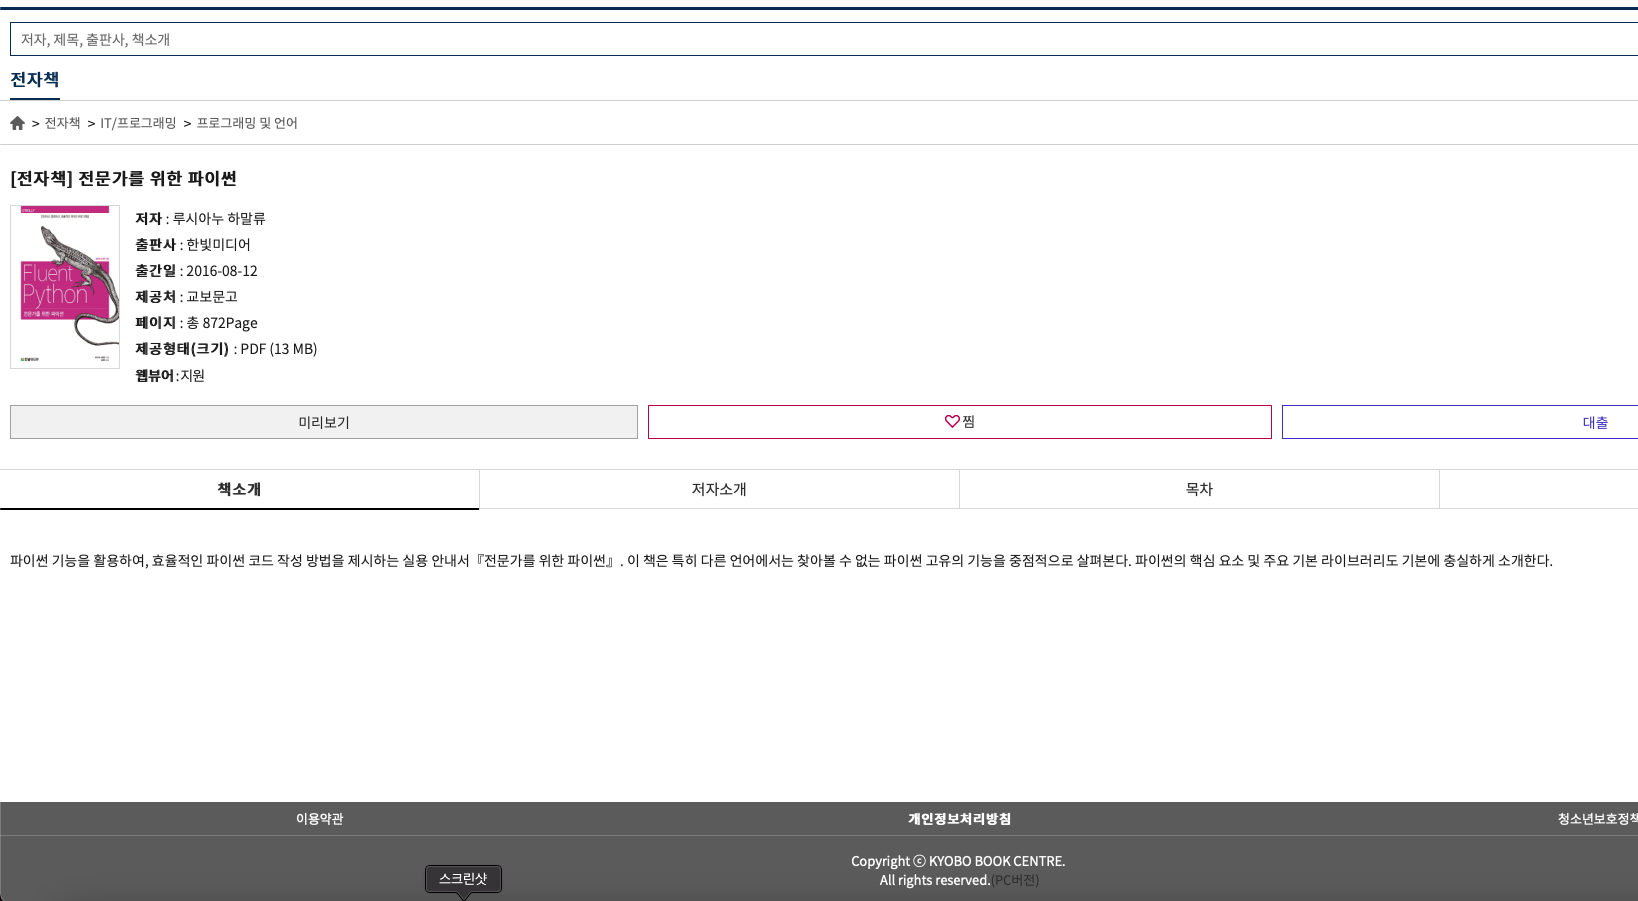 저자, 제목, 출판사, 책소개
전자책
> 전자책 > IT/프로그래밍 > 프로그래밍 및 언어
[전자책] 전문가를 위한 파이썬
Fluent
Python
전문가를 위한 파이썬
저자 : 루시아누 하말류
출판사 : 한빛미디어
출간일 : 2016-08-12
제공처 : 교보문고
페이지 : 총 872Page
제공형태(크기) : PDF (13 MB)
웹뷰어 : 지원
미리보기
찜
대출
책소개
저자소개
목차
파이썬 기능을 활용하여, 효율적인 파이썬 코드 작성 방법을 제시하는 실용 안내서『전문가를 위한 파이썬』. 이 책은 특히 다른 언어에서는 찾아볼 수 없는 파이썬 고유의 기능을 중점적으로 살펴본다. 파이썬의 핵심 요소 및 주요 기본 라이브러리도 기본에 충실하게 소개한다.
이용약관
개인정보처리방침
청소년보호정책
Copyright ⓒ KYOBO BOOK CENTRE.
All rights reserved.(PC버전)
스크린샷